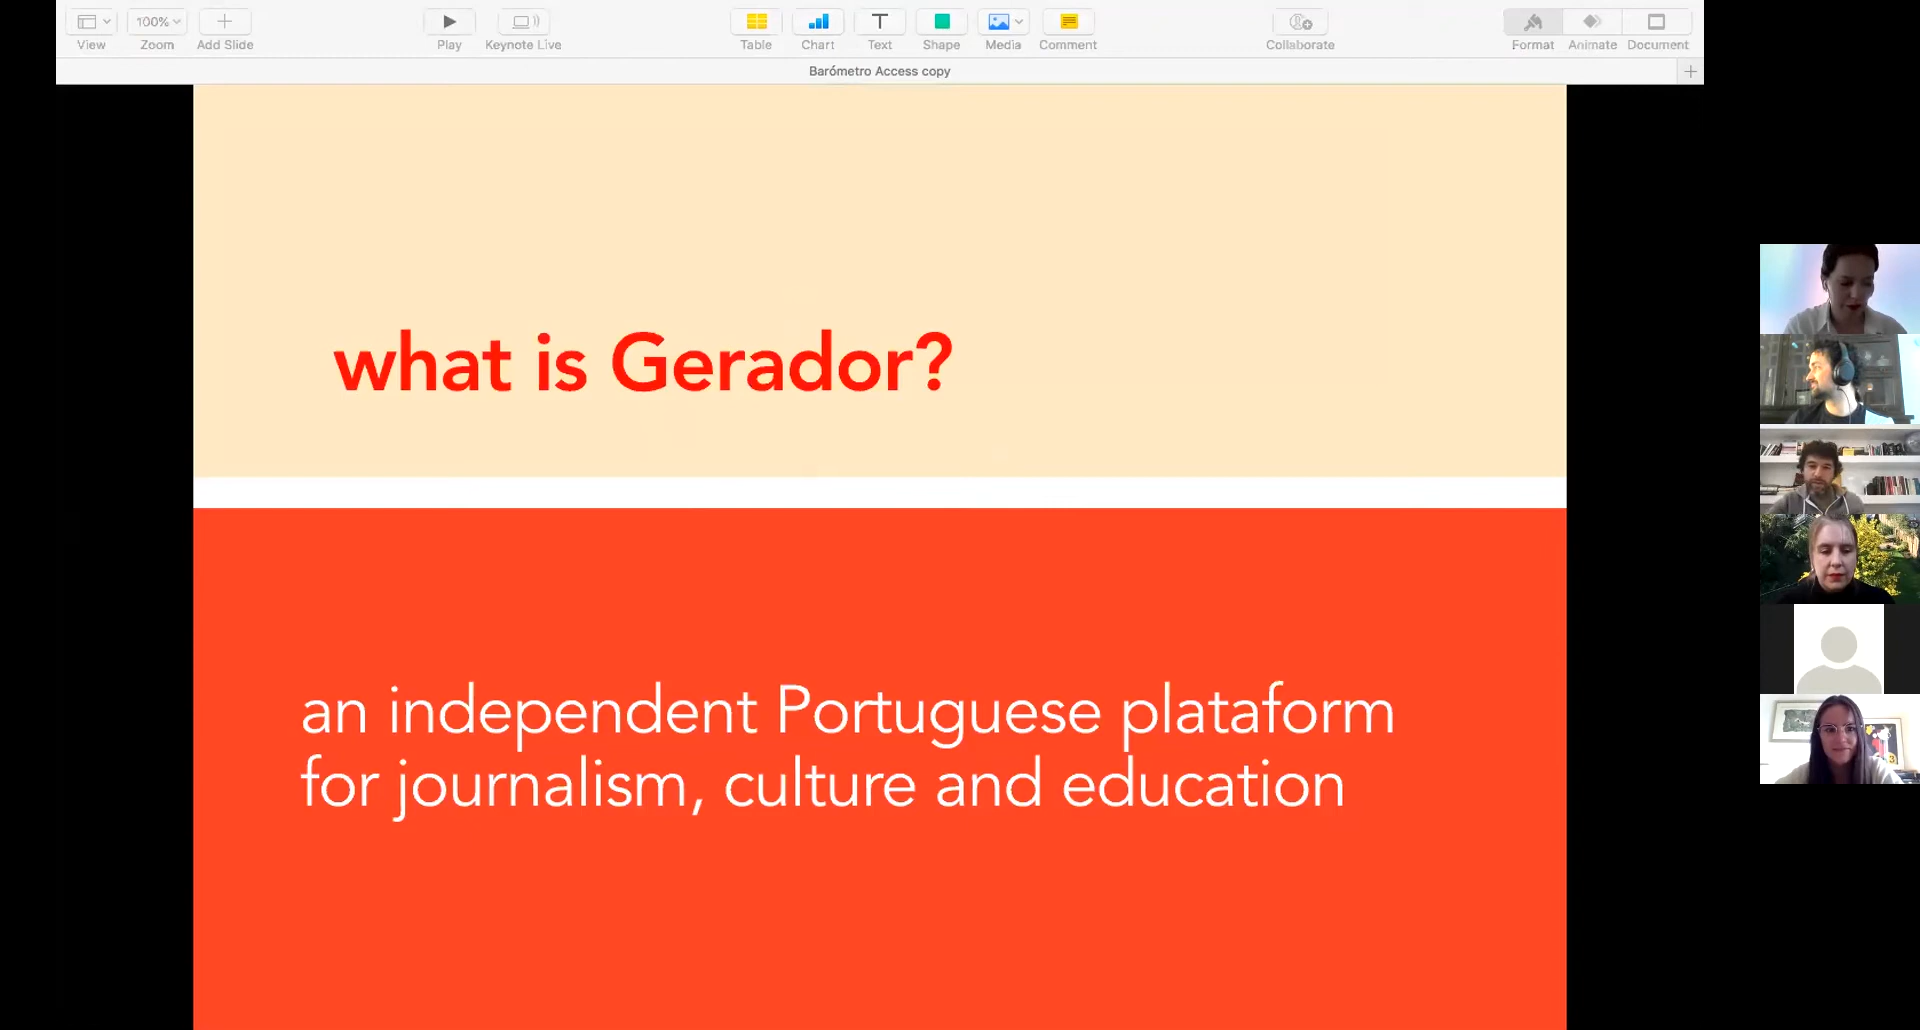 100%
View
Zoom
Add Slide
Play
Keynote Live
Table
Chart
Text
Shape
Media
Comment
Collaborate
Format
Animate
Document
Barómetro Access copy
what is Gerador?
an independent Portuguese plataform
for journalism, culture and education